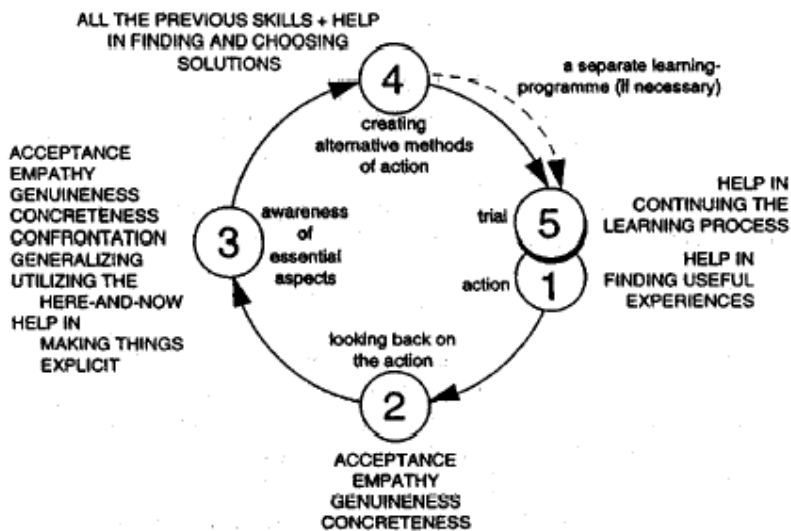 ALL THE PREVIOUS SKILLS + HELP
IN FINDING AND CHOOSING
SOLUTIONS
4
a separate learning-
programme (if necessary)
creating
alternative methods
of action
ACCEPTANCE
EMPATHY
GENUINENESS
CONCRETENESS
CONFRONTATION
GENERALIZING
UTILIZING THE
HERE-AND-NOW
HELP IN
MAKING THINGS
EXPLICIT
3
awareness
of
essential
aspects
trial
5
HELP IN
CONTINUING THE
LEARNING PROCESS
action
1
HELP IN
FINDING USEFUL
EXPERIENCES
looking back on
the action
2
ACCEPTANCE
EMPATHY
GENUINENESS
CONCRETENESS